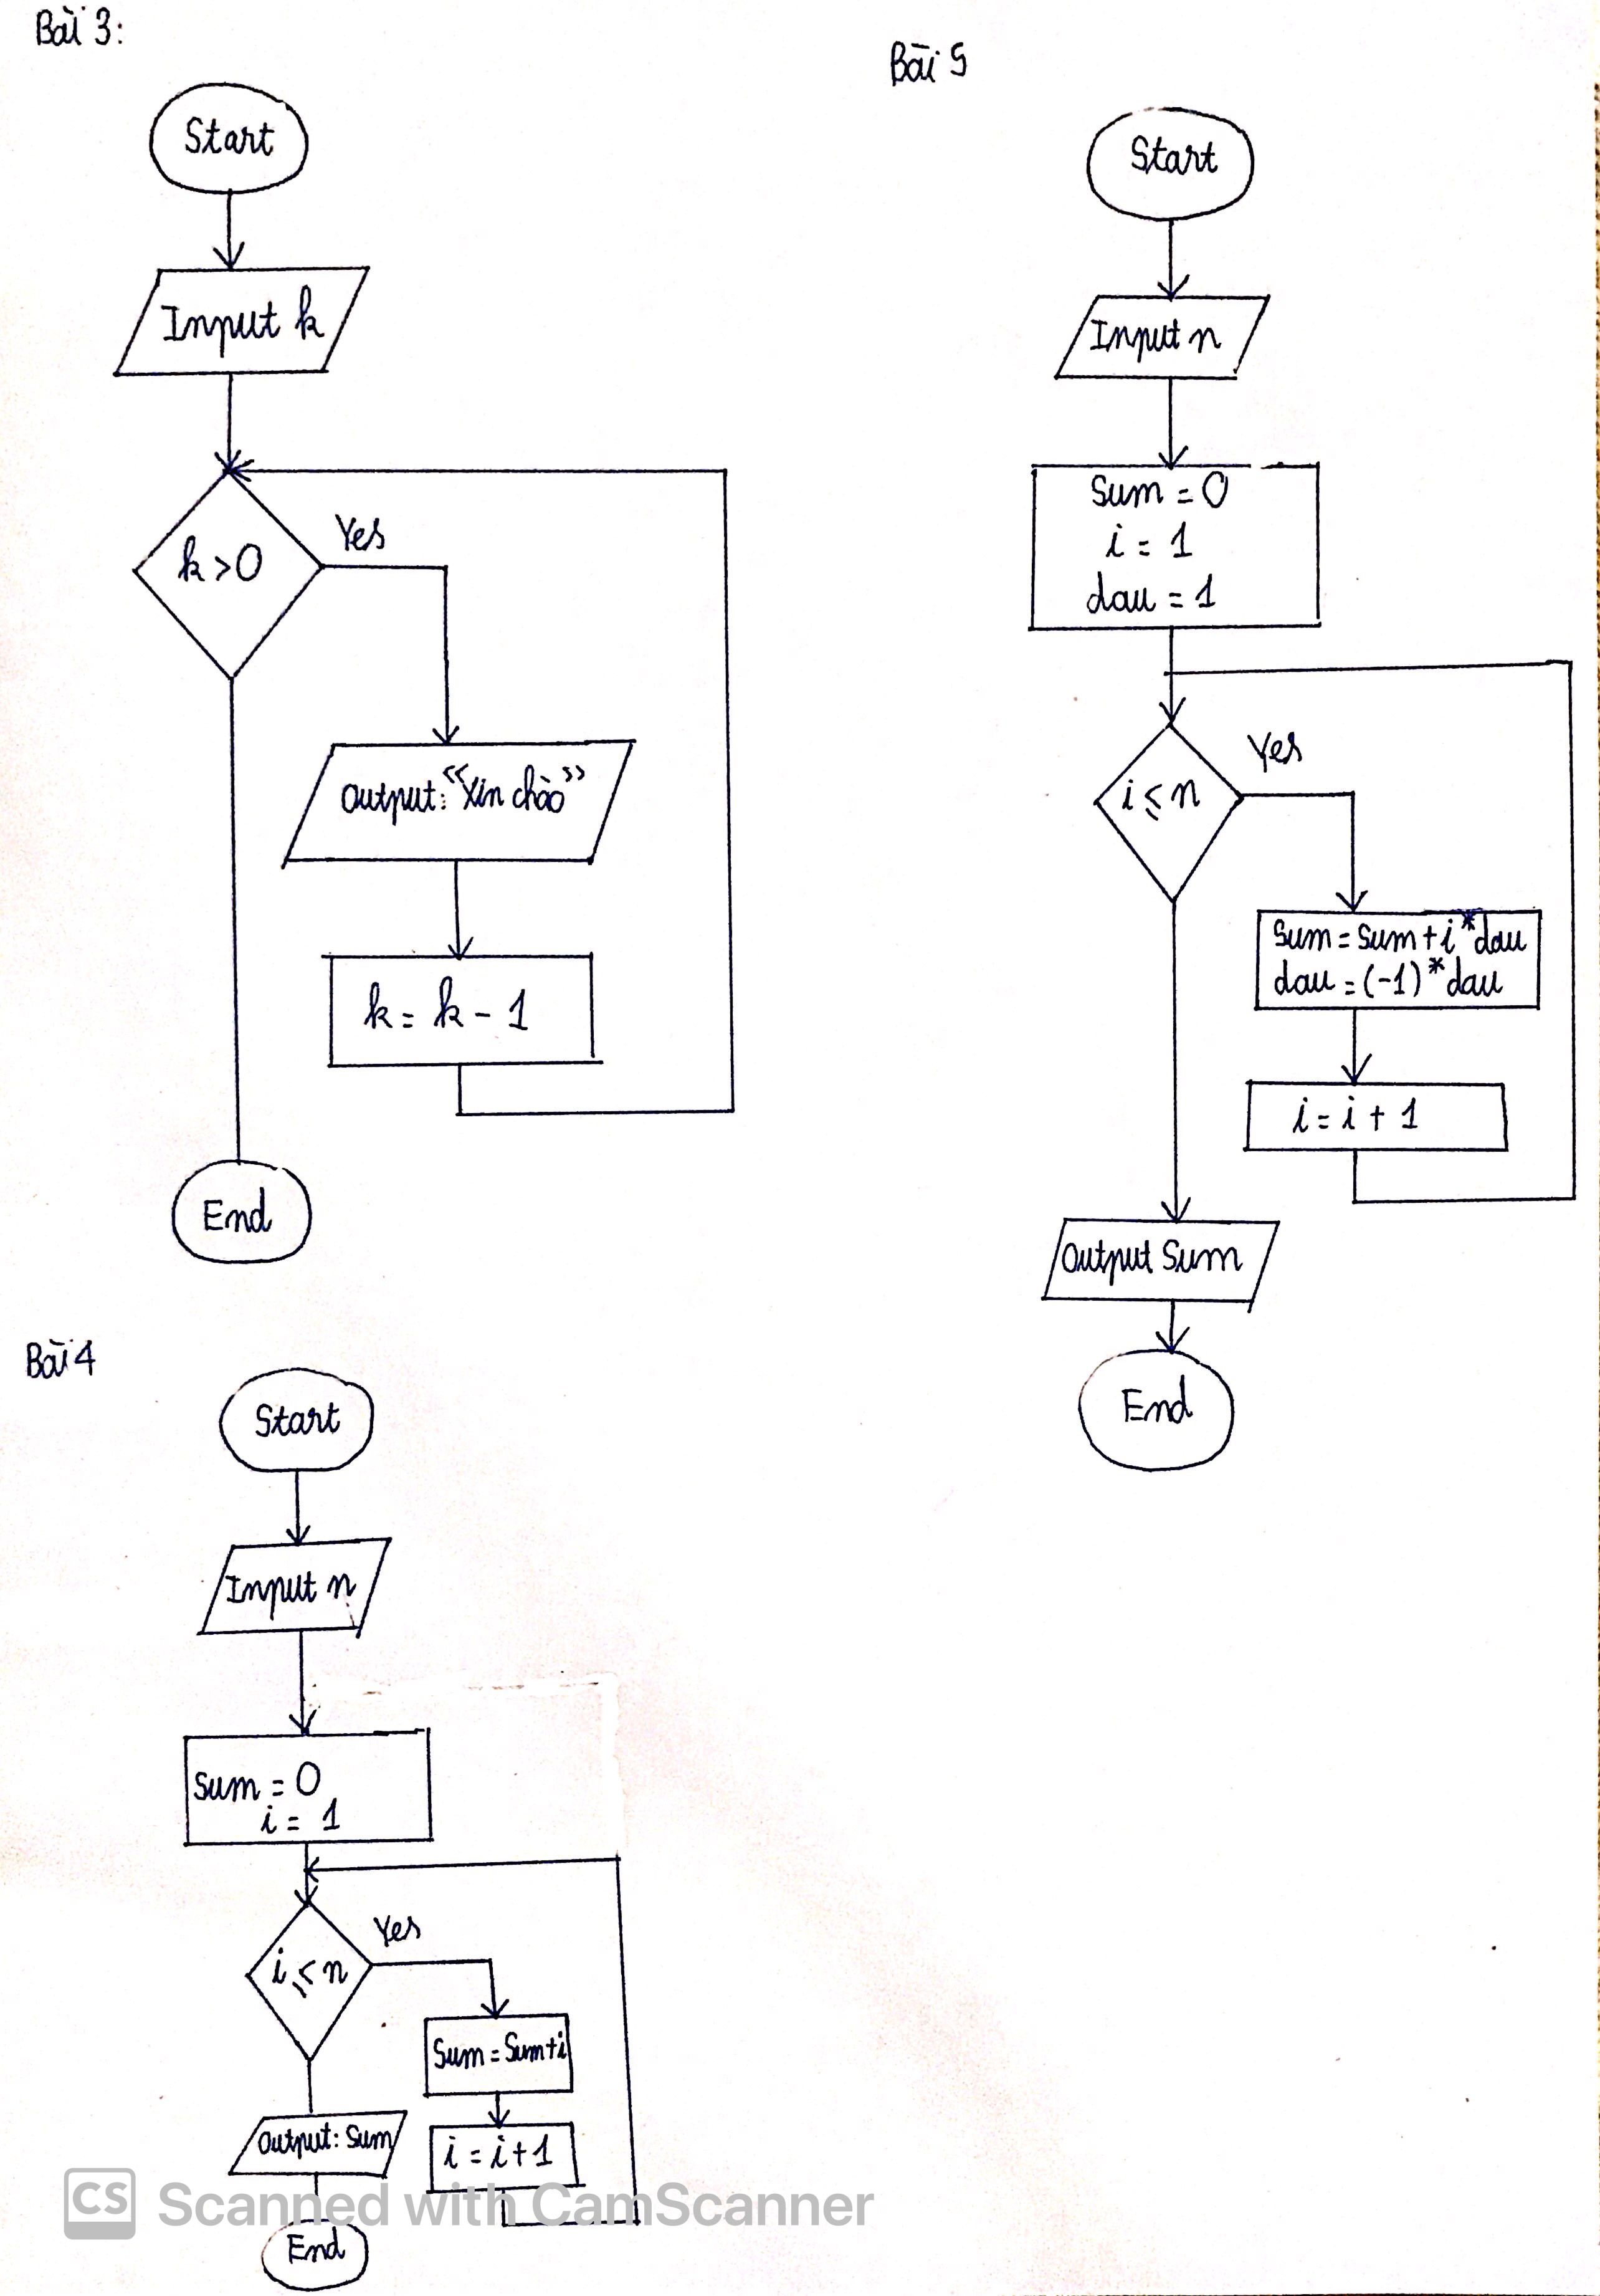 Bài 3:
Start
Input k
k > 0
Yes
Output: "Xin chào"
k = k - 1
End
Bài 4
Start
Input n
Sum = 0
i = 1
i ≤ n
Yes
Sum = Sum + i
i = i + 1
Output: Sum
End
Bài 5
Start
Input n
Sum = 0
i = 1
dau = 1
i ≤ n
Yes
Sum = Sum + i * dau
dau = (-1) * dau
i = i + 1
Output Sum
End
CS Scanned with CamScanner